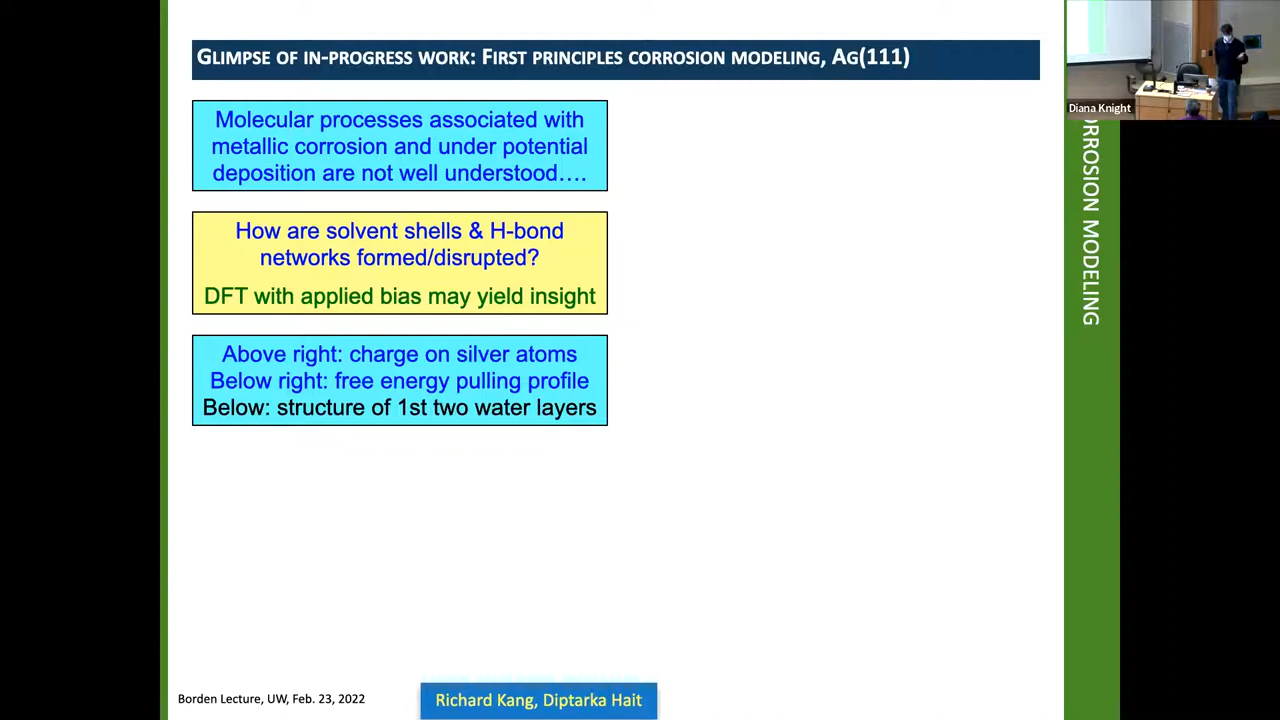 GLIMPSE OF IN-PROGRESS WORK: FIRST PRINCIPLES CORROSION MODELING, AG(111)
Molecular processes associated with
metallic corrosion and under potential
deposition are not well understood….
How are solvent shells & H-bond
networks formed/disrupted?
DFT with applied bias may yield insight
Above right: charge on silver atoms
Below right: free energy pulling profile
Below: structure of 1st two water layers
Borden Lecture, UW, Feb. 23, 2022
Richard Kang, Diptarka Hait
Diana Knight
ORROSION MODELING